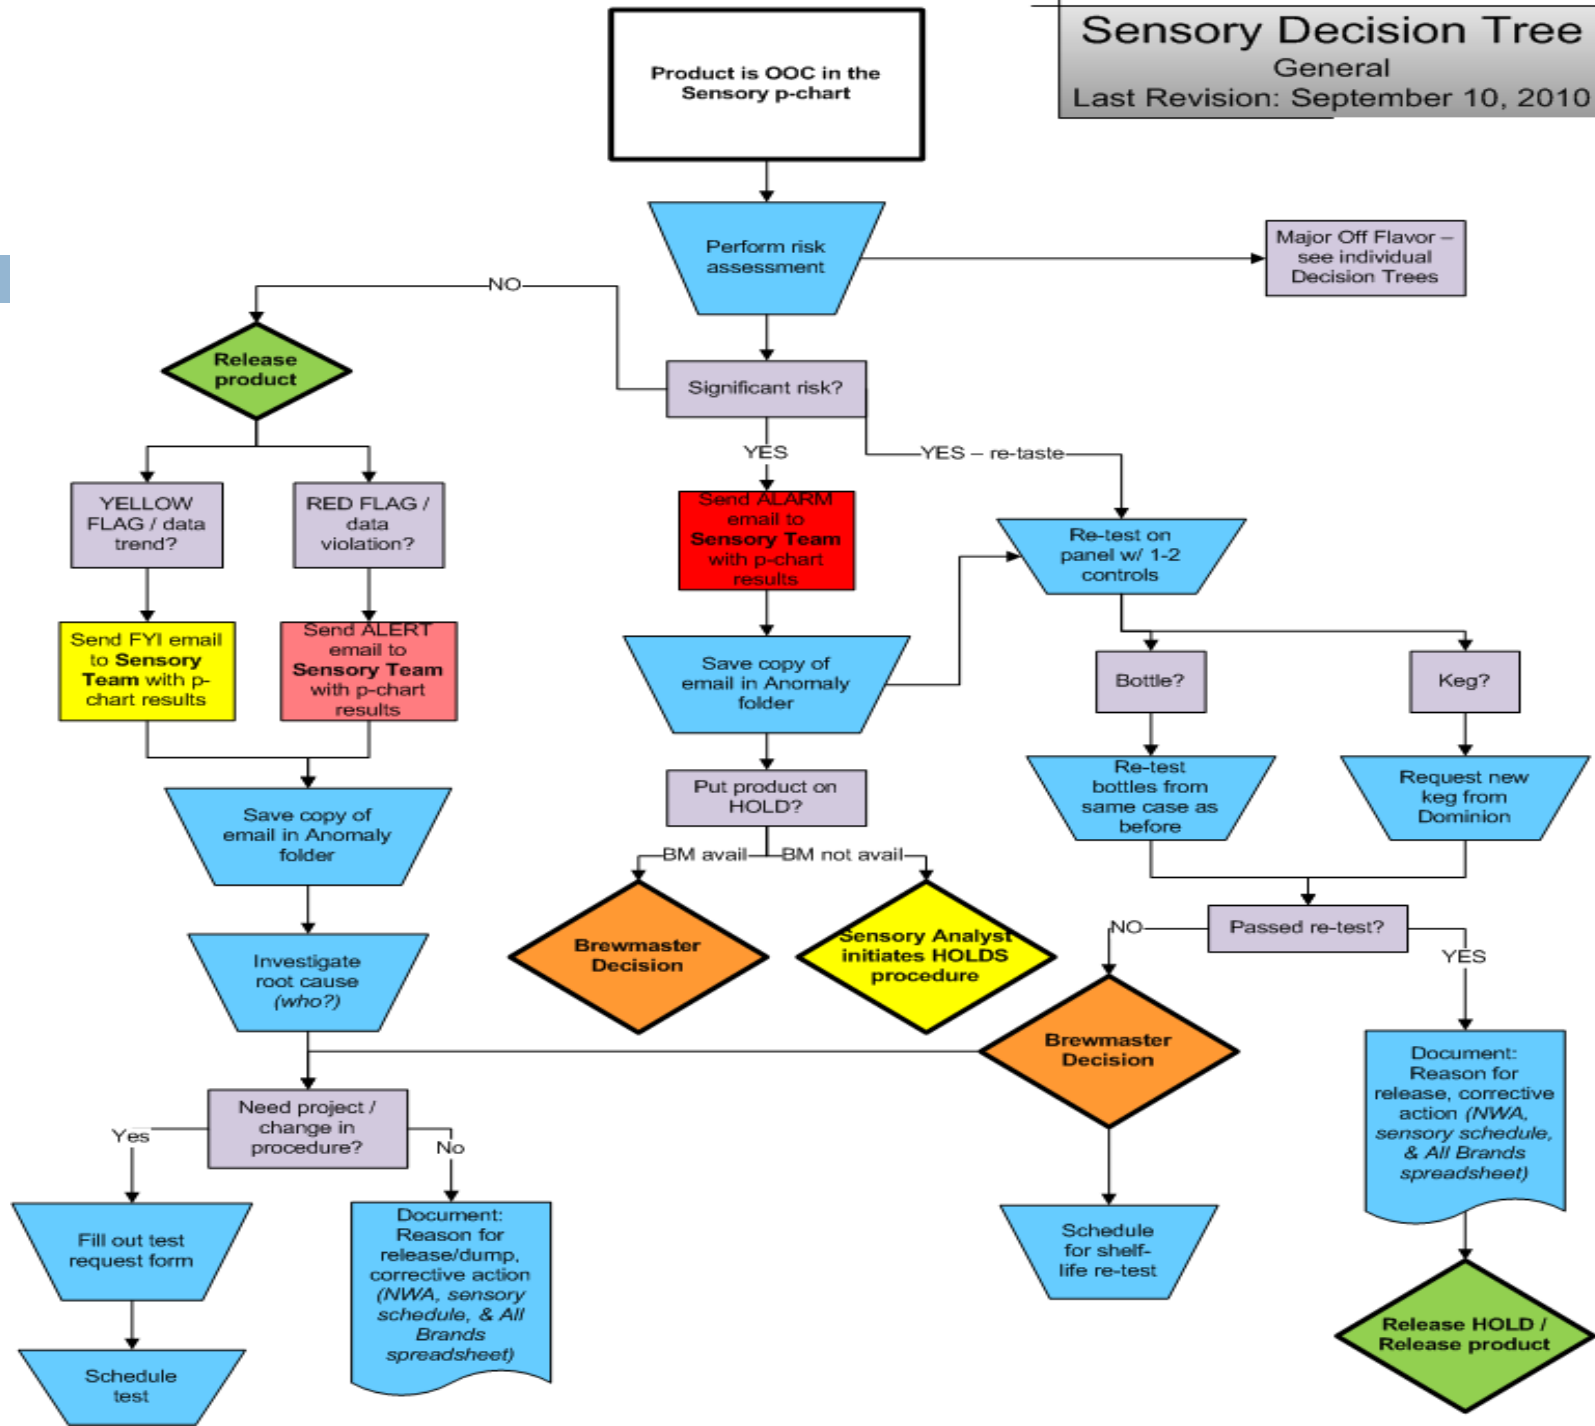 Sensory Decision Tree
General
Last Revision: September 10, 2010
Product is OOC in the
Sensory p-chart
Perform risk
assessment
Major Off Flavor –
see individual
Decision Trees
NO
Release
product
Significant risk?
YES
YES – re-taste
YELLOW
FLAG / data
trend?
RED FLAG /
data
violation?
Send ALARM
email to
Sensory Team
with p-chart
results
Re-test on
panel w/ 1-2
controls
Send FYI email
to Sensory
Team with p-
chart results
Send ALERT
email to
Sensory Team
with p-chart
results
Save copy of
email in Anomaly
folder
Bottle?
Keg?
Put product on
HOLD?
Re-test
bottles from
same case as
before
Request new
keg from
Dominion
Save copy of
email in Anomaly
folder
BM avail
BM not avail
Brewmaster
Decision
Sensory Analyst
initiates HOLDS
procedure
Passed re-test?
NO
YES
Investigate
root cause
(who?)
Brewmaster
Decision
Document:
Reason for
release, corrective
action (NWA,
sensory schedule,
& All Brands
spreadsheet)
Need project /
change in
procedure?
Yes
No
Fill out test
request form
Document:
Reason for
release/dump,
corrective action
(NWA, sensory
schedule, & All
Brands
spreadsheet)
Schedule
for shelf-
life re-test
Release HOLD /
Release product
Schedule
test